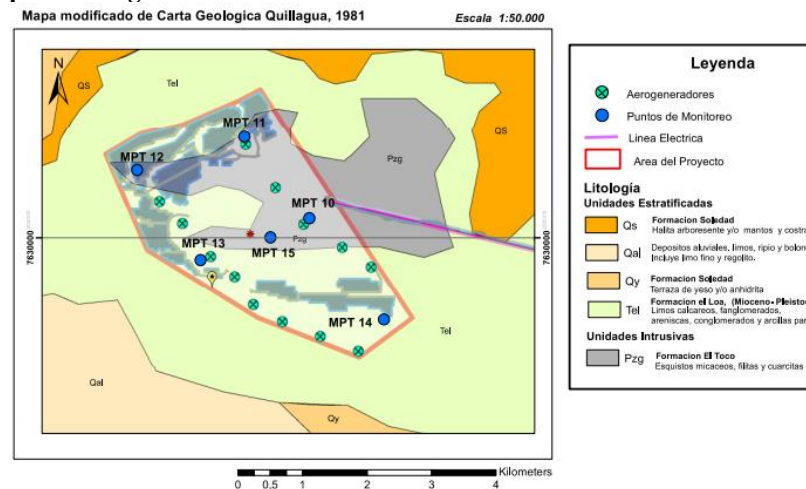 Mapa modificado de Carta Geologica Quillagua, 1981
Escala 1:50.000
N
QS
Tel
QS
MPT 11
MPT 12
Pzg
MPT 10
7630000
7630000
MPT 15
Pzg
MPT 13
MPT 14
Tel
Qal
Qy
Kilometers
0 0.5 1 2 3 4
Leyenda
Aerogeneradores
Puntos de Monitoreo
Linea Electrica
Area del Proyecto
Litología
Unidades Estratificadas
Qs
Formacion Soledad
Halita arboresente y/o mantos y costra
Qal
Depositos aluviales, limos, ripio y bolon
Incluye limo fino y regolito.
Qy
Formacion Soledad
Terraza de yeso y/o anhidrita
Tel
Formacion el Loa, (Mioceno-Pleisto
Limos calcareos, fanglomerados,
areniscas, conglomerados y arcillas par
Unidades Intrusivas
Pzg
Formacion El Toco
Esquistos micaceos, filitas y cuarcitas